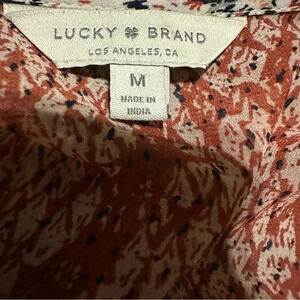 LUCKY BRAND
LOS ANGELES, CA
M
MADE IN
INDIA